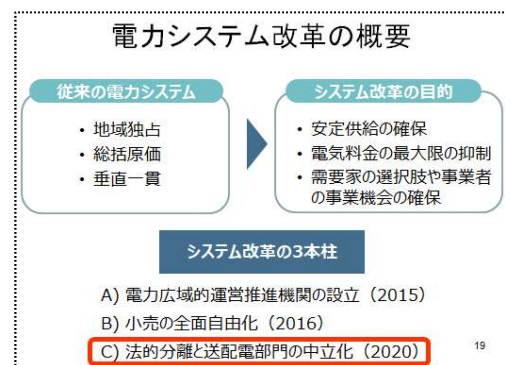 電力システム改革の概要
従来の電力システム
・ 地域独占
・ 総括原価
・ 垂直一貫
システム改革の目的
・ 安定供給の確保
・ 電気料金の最大限の抑制
・ 需要家の選択肢や事業者
の事業機会の確保
システム改革の3本柱
A) 電力広域的運営推進機関の設立（2015）
B) 小売の全面自由化（2016）
C) 法的分離と送配電部門の中立化（2020）
19